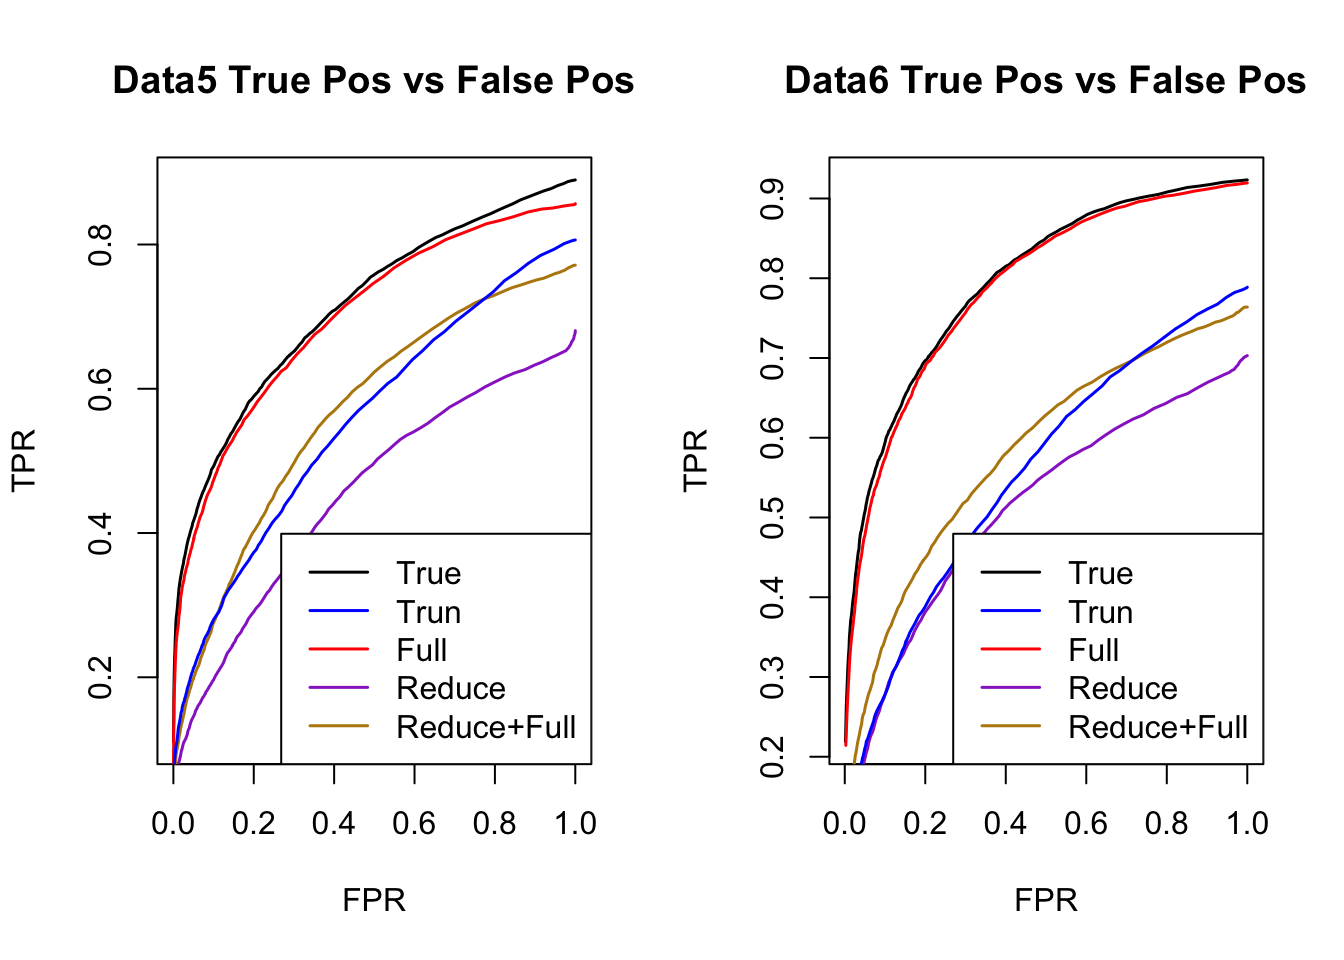 Data5 True Pos vs False Pos
TPR
0.8
0.6
0.4
0.2
True
Trun
Full
Reduce
Reduce+Full
0.0 0.2 0.4 0.6 0.8 1.0
FPR
Data6 True Pos vs False Pos
TPR
0.9
0.8
0.7
0.6
0.5
0.4
0.3
0.2
True
Trun
Full
Reduce
Reduce+Full
0.0 0.2 0.4 0.6 0.8 1.0
FPR